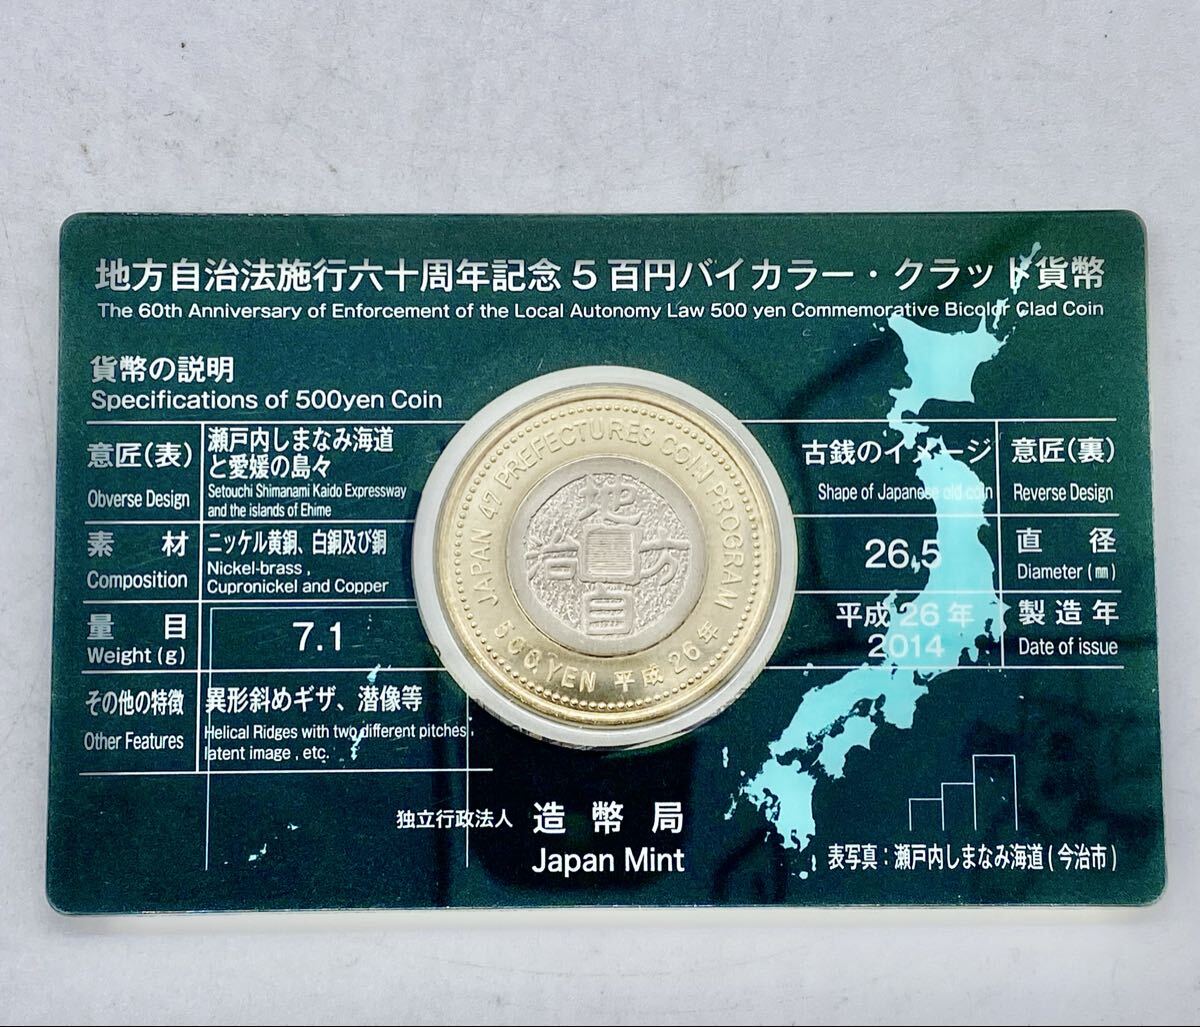 地方自治法施行六十周年記念5百円バイカラー・クラッド貨幣
The 60th Anniversary of Enforcement of the Local Autonomy Law 500 yen Commemorative Bicolor Clad Coin
貨幣の説明
Specifications of 500yen Coin
意匠(表)
Obverse Design
瀬戸内しまなみ海道
と愛媛の島々
Setouchi Shimanami Kaido Expressway
and the islands of Ehime
素材
Composition
ニッケル黄銅、白銅及び銅
Nickel-brass,
Cupronickel and Copper
量目
Weight (g)
7.1
その他の特徴
Other Features
異形斜めギザ、潜像等
Helical Ridges with two different pitches,
latent image, etc.
JAPAN 47 PREFECTURES COIN PROGRAM
地方自治
500 YEN 平成26年
古銭のイメージ
Shape of Japanese old coin
意匠(裏)
Reverse Design
26.5
直径
Diameter (㎜)
平成26年
2014
製造年
Date of issue
独立行政法人 造幣局
Japan Mint
表写真:瀬戸内しまなみ海道(今治市)